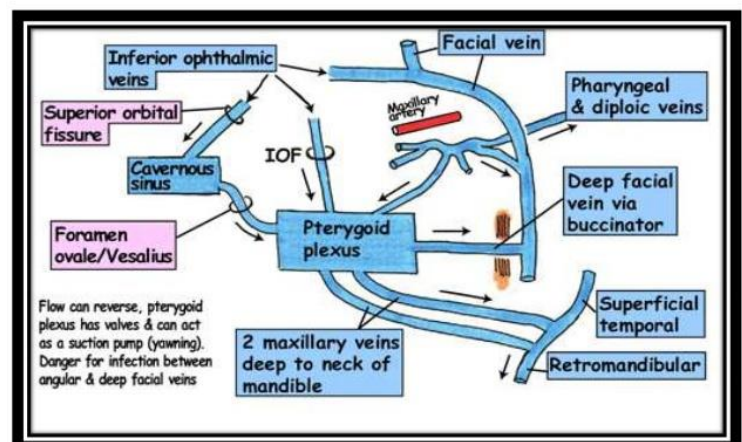 Inferior ophthalmic
veins
Facial vein
Superior orbital
fissure
Maxillary
artery
Pharyngeal
& diploic veins
IOF
Cavernous
sinus
Deep facial
vein via
buccinator
Foramen
ovale/Vesalius
Pterygoid
plexus
Flow can reverse, pterygoid
plexus has valves & can act
as a suction pump (yawning).
Danger for infection between
angular & deep facial veins
2 maxillary veins
deep to neck of
mandible
Superficial
temporal
Retromandibular